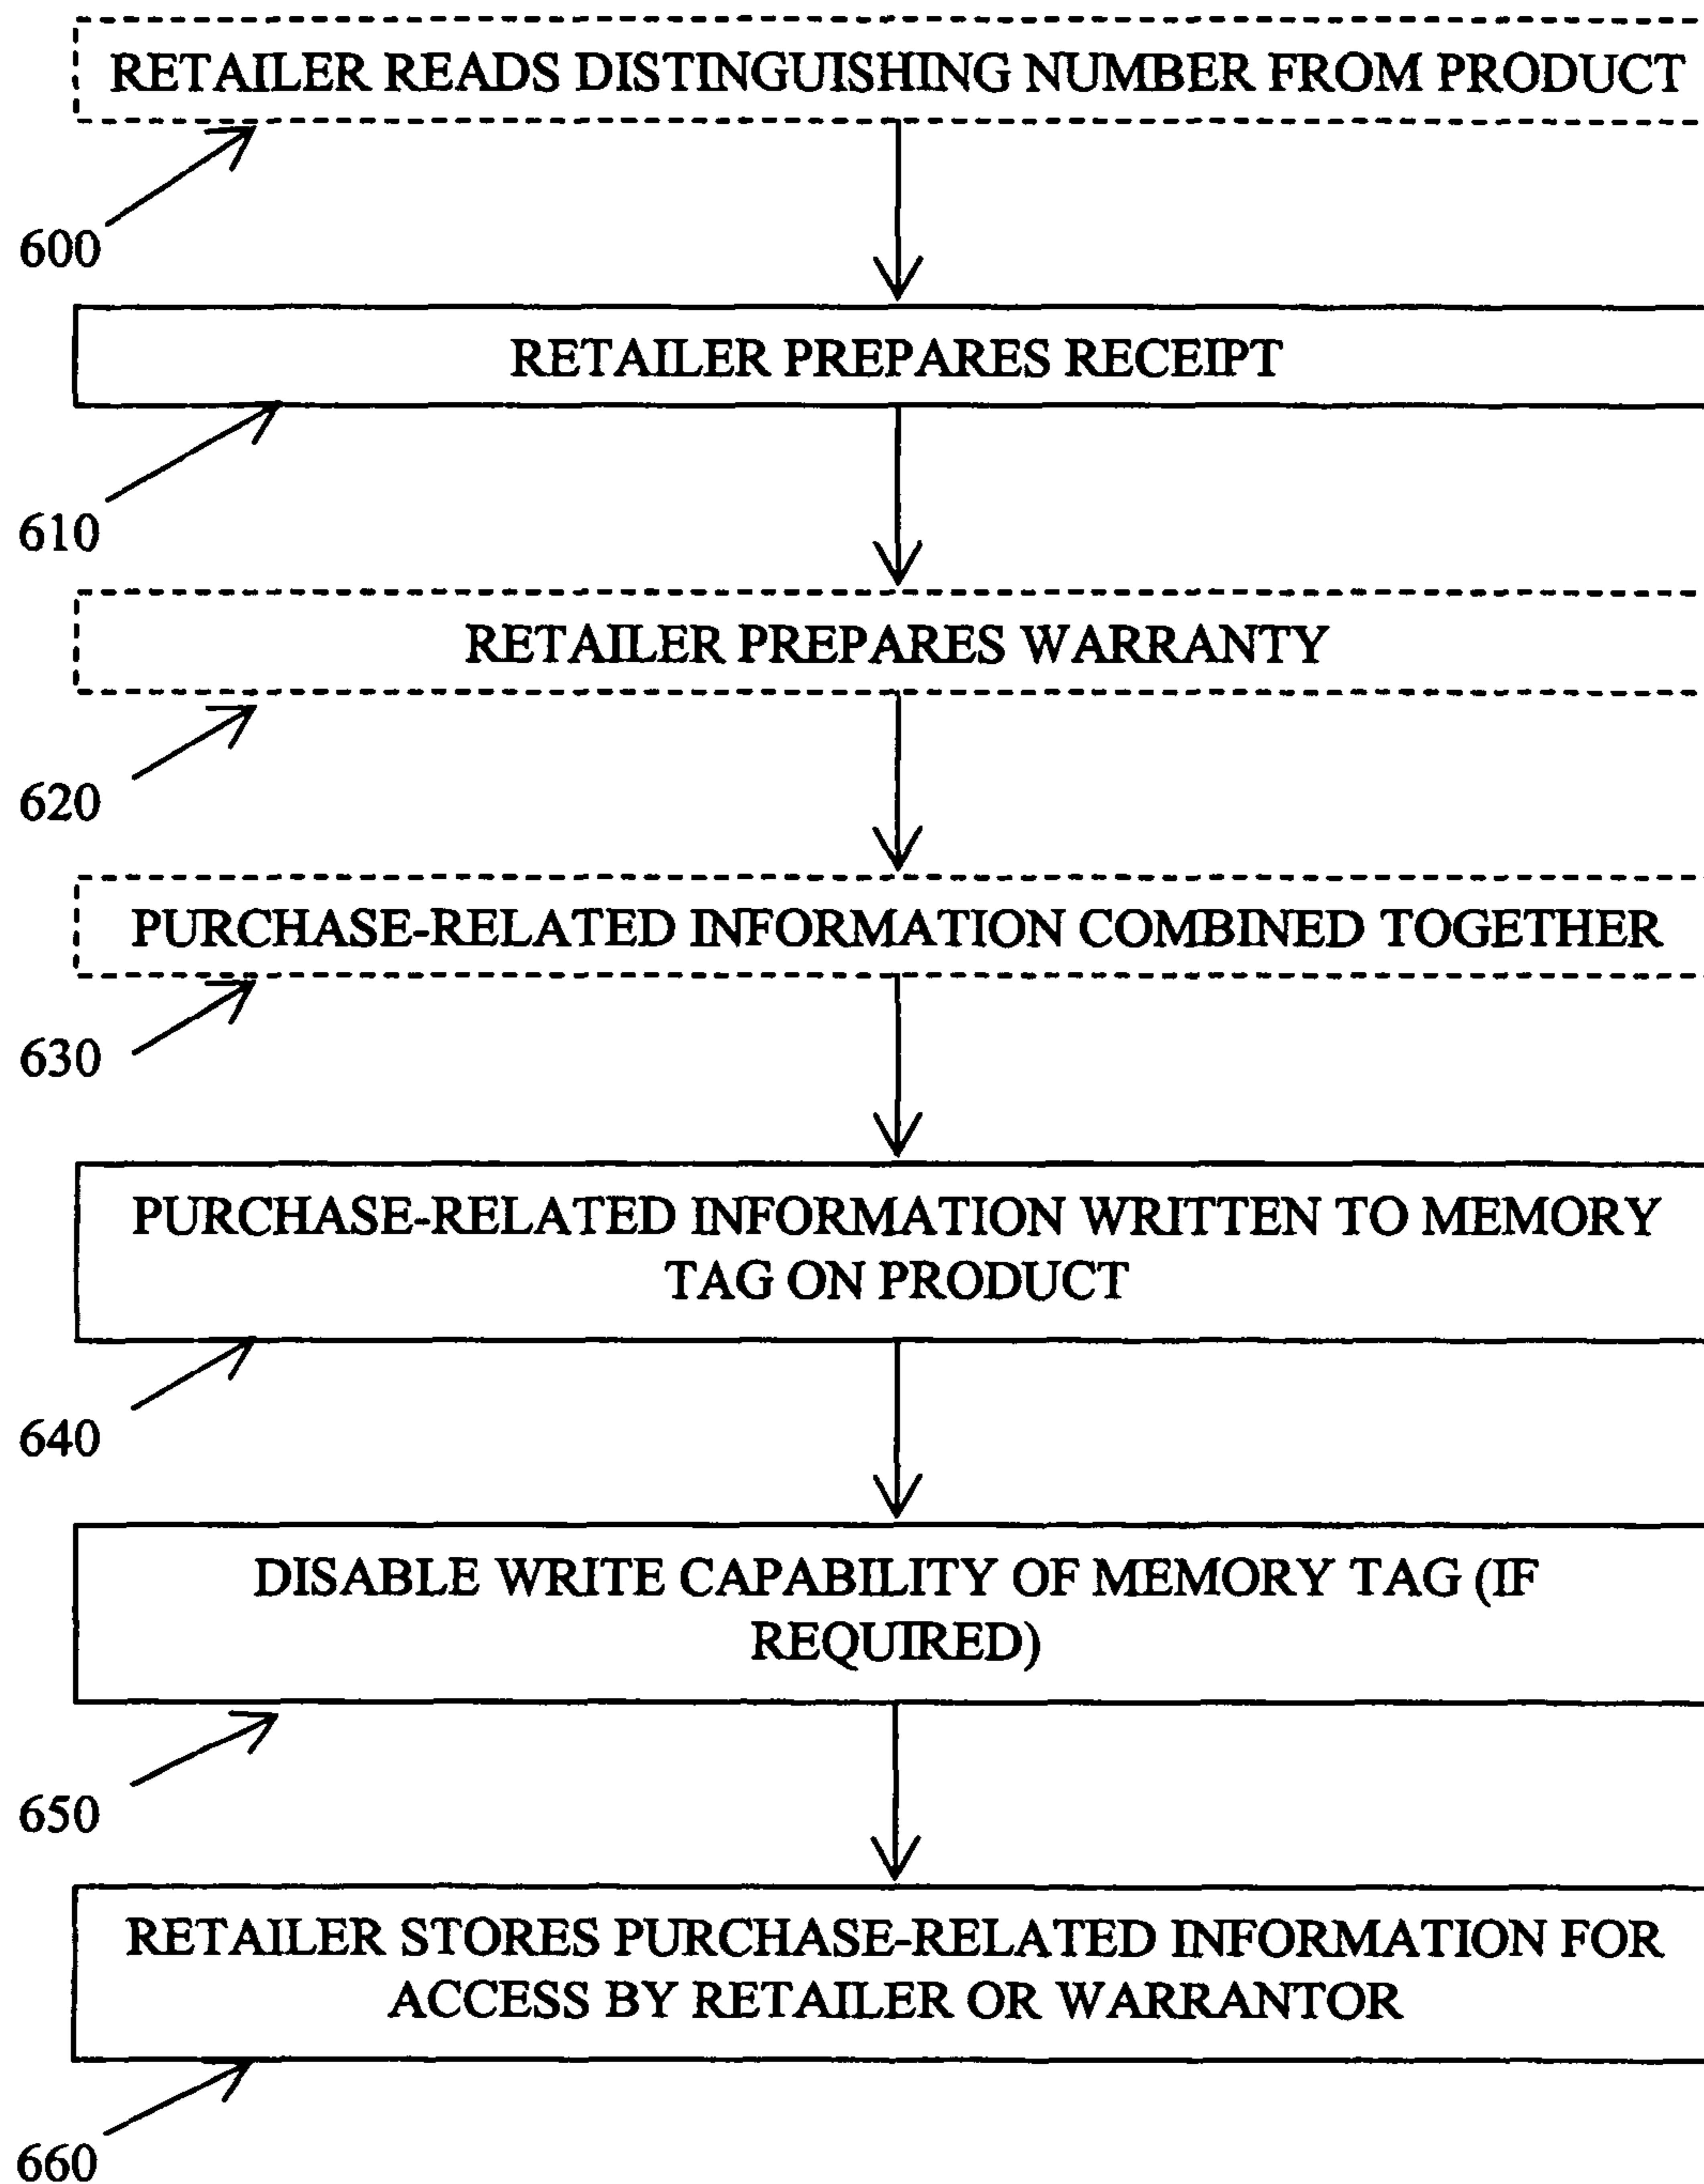 RETAILER READS DISTINGUISHING NUMBER FROM PRODUCT
600
RETAILER PREPARES RECEIPT
610
RETAILER PREPARES WARRANTY
620
PURCHASE-RELATED INFORMATION COMBINED TOGETHER
630
PURCHASE-RELATED INFORMATION WRITTEN TO MEMORY
TAG ON PRODUCT
640
DISABLE WRITE CAPABILITY OF MEMORY TAG (IF
REQUIRED)
650
RETAILER STORES PURCHASE-RELATED INFORMATION FOR
ACCESS BY RETAILER OR WARRANTOR
660